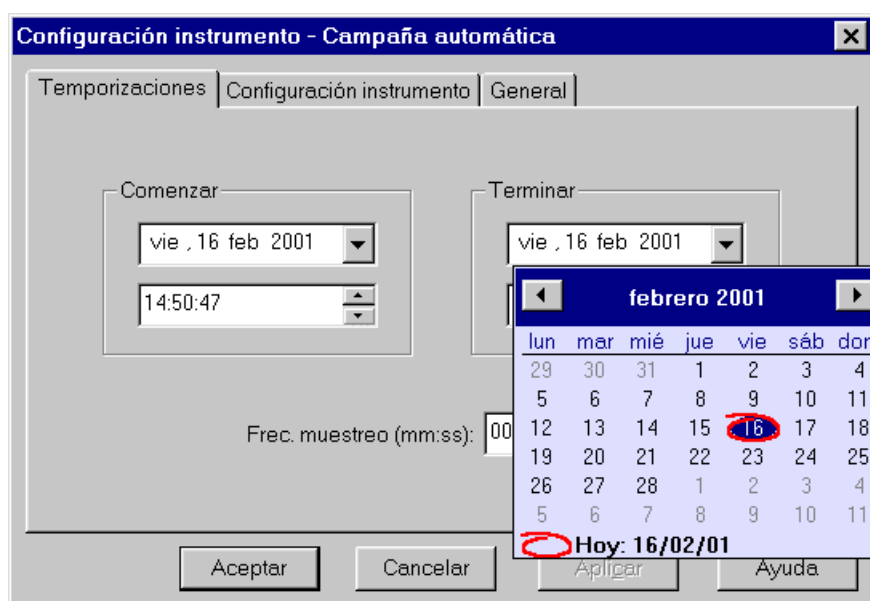 Configuración instrumento - Campaña automática
Temporizaciones Configuración instrumento General
Comenzar Terminar
vie , 16 feb 2001 vie , 16 feb 2001
14:50:47
febrero 2001
lun mar mié jue vie sáb dom
29 30 31 1 2 3 4
5 6 7 8 9 10 11
12 13 14 15 16 17 18
19 20 21 22 23 24 25
26 27 28 1 2 3 4
5 6 7 8 9 10 11
Hoy: 16/02/01
Frec. muestreo (mm:ss): 00
Aceptar Cancelar Aplicar Ayuda